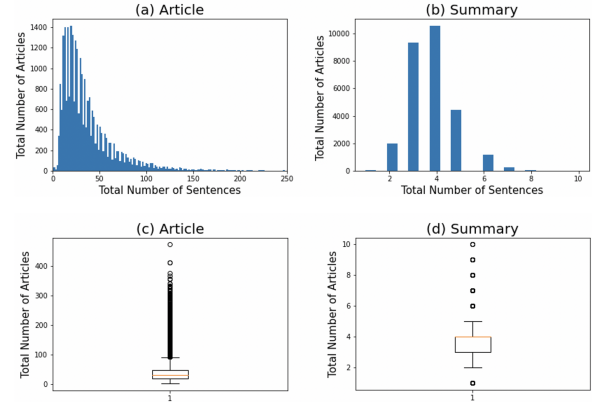 (a) Article
Total Number of Articles
1400
1200
1000
800
600
400
200
0
0 50 100 150 200 250
Total Number of Sentences
(b) Summary
Total Number of Articles
10000
8000
6000
4000
2000
0
2 4 6 8 10
Total Number of Sentences
(c) Article
Total Number of Articles
400
300
200
100
0
1
(d) Summary
Total Number of Articles
10
8
6
4
2
1